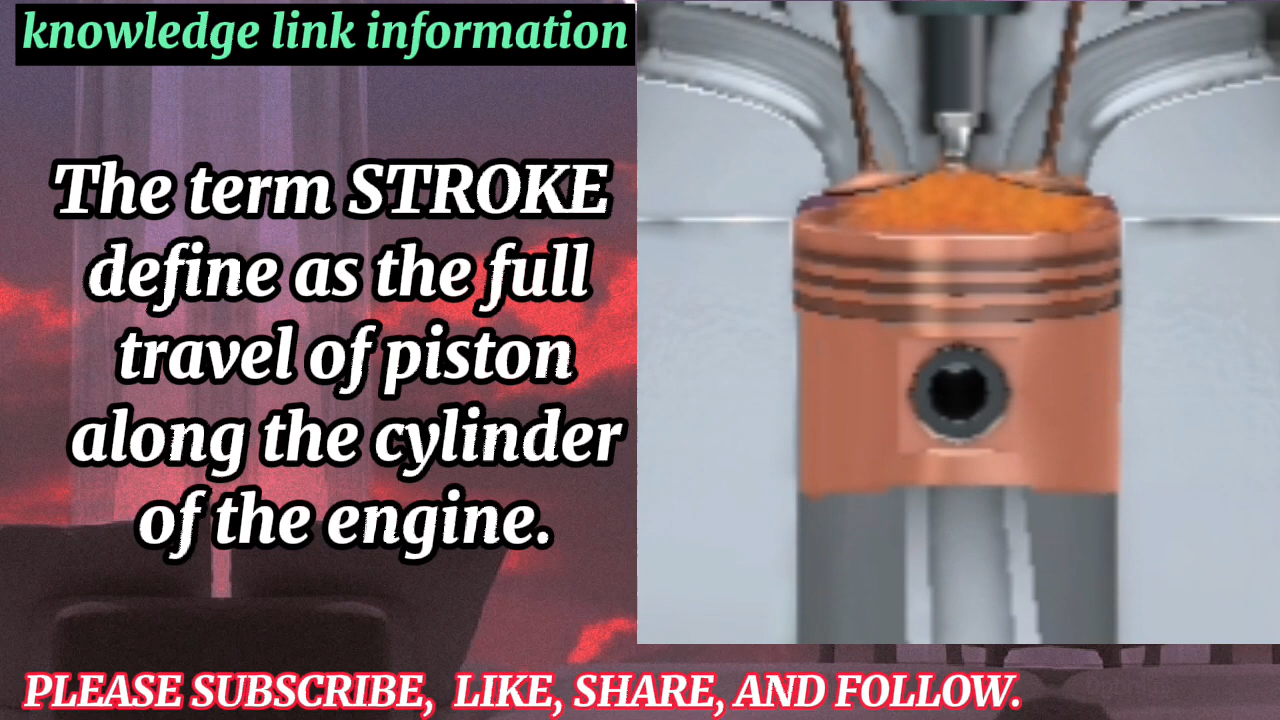 knowledge link information
The term STROKE
define as the full
travel of piston
along the cylinder
of the engine.
PLEASE SUBSCRIBE, LIKE, SHARE, AND FOLLOW.